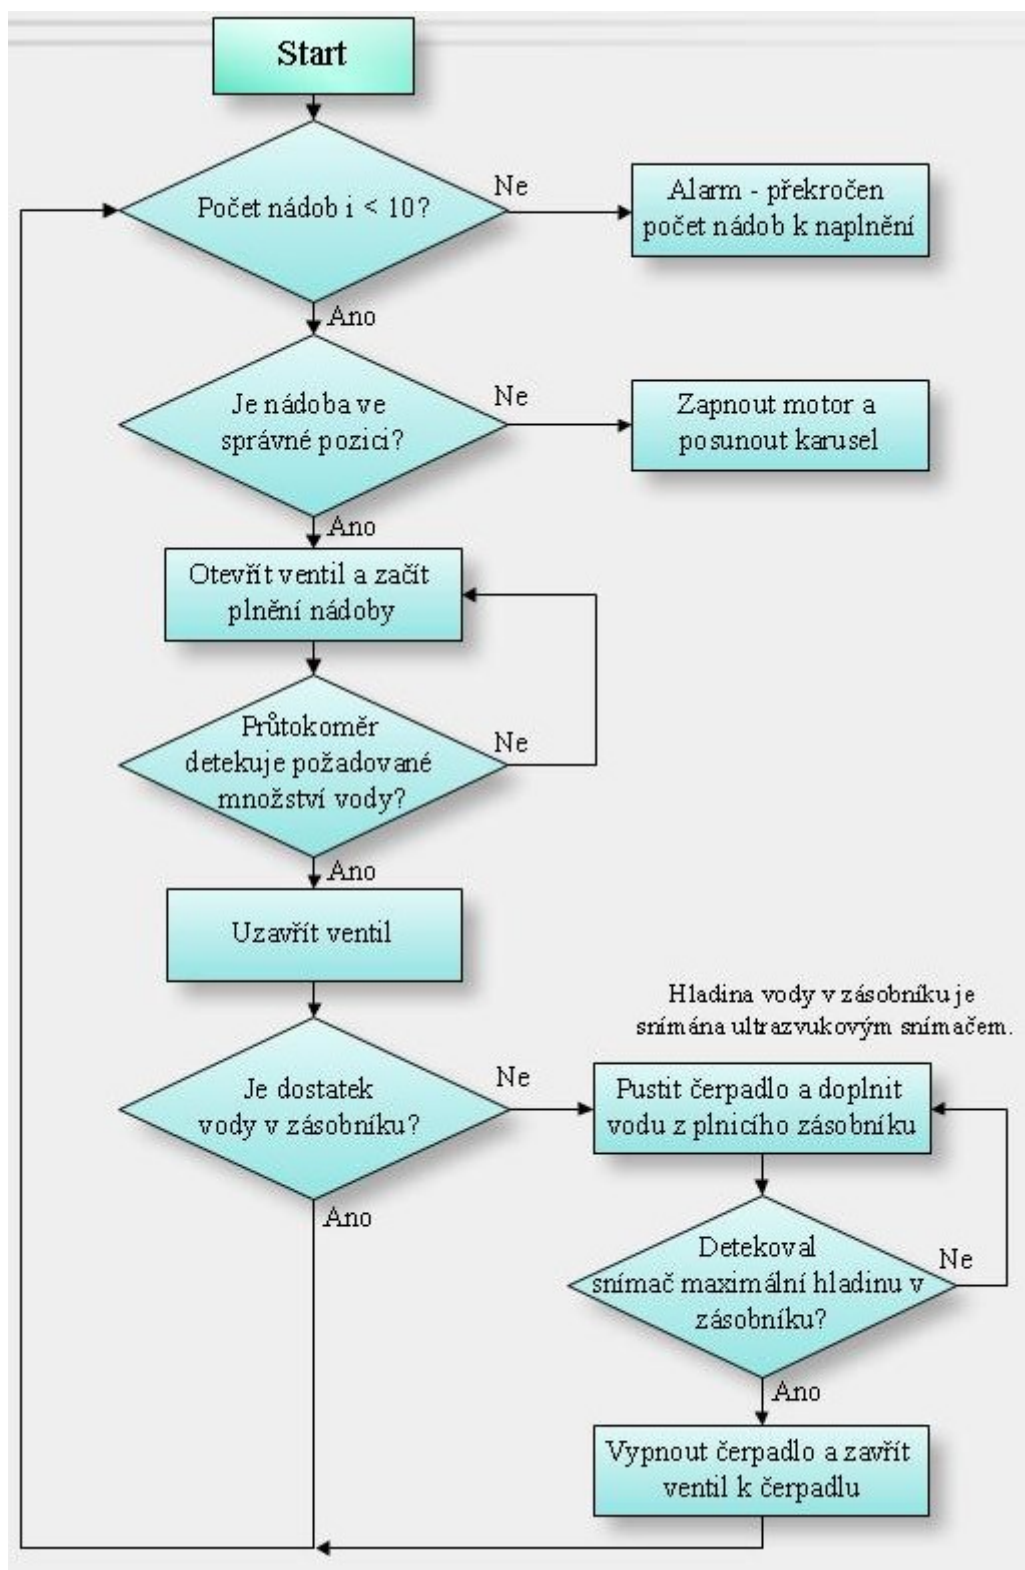 Start
Počet nádob i < 10?
Ne
Alarm - překročen
počet nádob k naplnění
Ano
Je nádoba ve
správné pozici?
Ne
Zapnout motor a
posunout karusel
Ano
Otevřít ventil a začít
plnění nádoby
Průtokoměr
detekuje požadované
množství vody?
Ne
Ano
Uzavřít ventil
Hladina vody v zásobníku je
snímána ultrazvukovým snímačem.
Je dostatek
vody v zásobníku?
Ne
Pustit čerpadlo a doplnit
vodu z plnicího zásobníku
Ano
Detekoval
snímač maximální hladinu v
zásobníku?
Ne
Ano
Vypnout čerpadlo a zavřít
ventil k čerpadlu